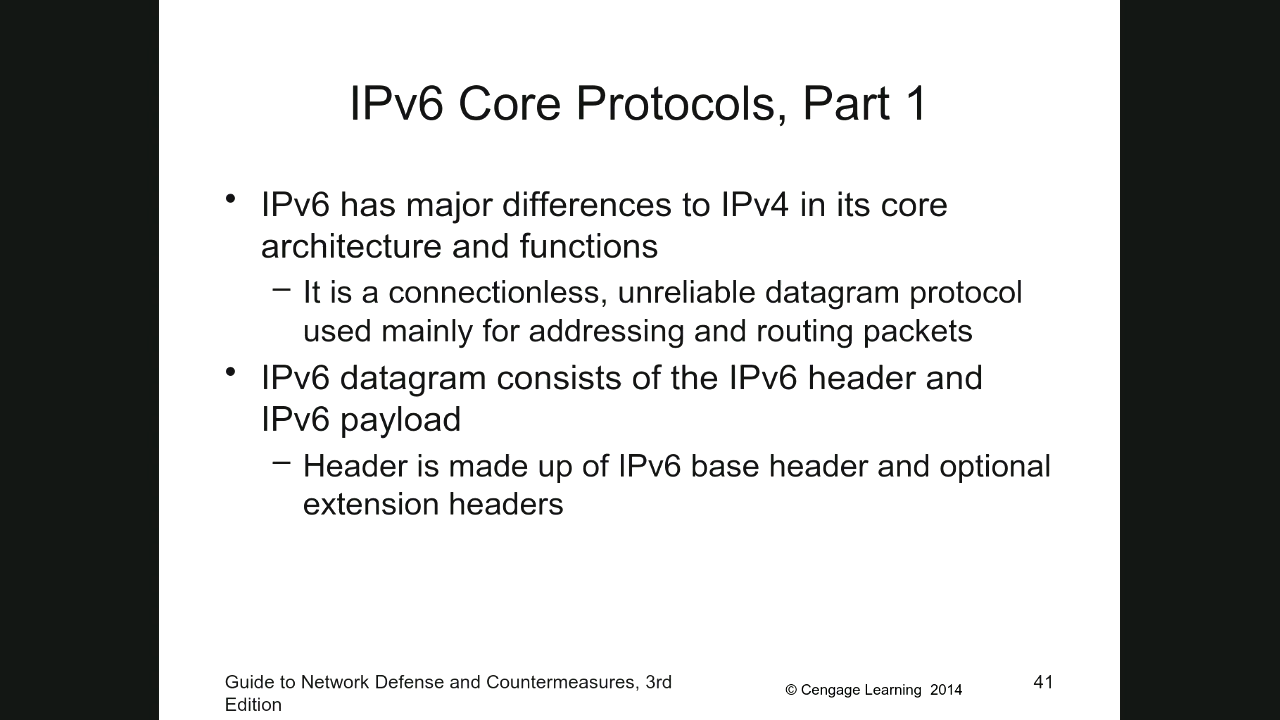 IPv6 Core Protocols, Part 1
• IPv6 has major differences to IPv4 in its core
architecture and functions
– It is a connectionless, unreliable datagram protocol
used mainly for addressing and routing packets
• IPv6 datagram consists of the IPv6 header and
IPv6 payload
– Header is made up of IPv6 base header and optional
extension headers
Guide to Network Defense and Countermeasures, 3rd
Edition
© Cengage Learning 2014
41